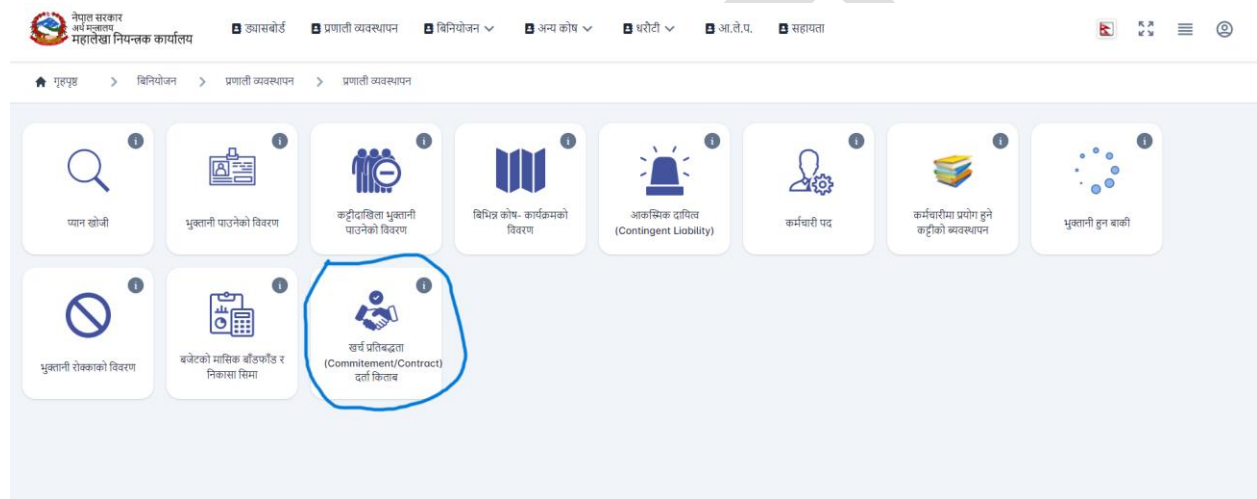 नेपाल सरकार
अर्थ मन्त्रालय
महालेखा नियन्त्रक कार्यालय
ड्यासबोर्ड
प्रणाली व्यवस्थापन
बिनियोजन
अन्य कोष
धरौटी
आ.ले.प.
सहायता
गृहपृष्ठ > बिनियोजन > प्रणाली व्यवस्थापन > प्रणाली व्यवस्थापन
प्यान खोजी
भुक्तानी पाउनेको विवरण
कट्टीदाखिला भुक्तानी
पाउनेको विवरण
बिभिन्न कोष- कार्यक्रमको
विवरण
आकस्मिक दायित्व
(Contingent Liability)
कर्मचारी पद
कर्मचारीमा प्रयोग हुने
कट्टीको ब्यवस्थापन
भुक्तानी हुन बाकी
भुक्तानी रोक्काको विवरण
बजेटको मासिक बाँडफाँड र
निकासा सिमा
खर्च प्रतिबद्धता
(Commitement/Contract)
दर्ता किताब